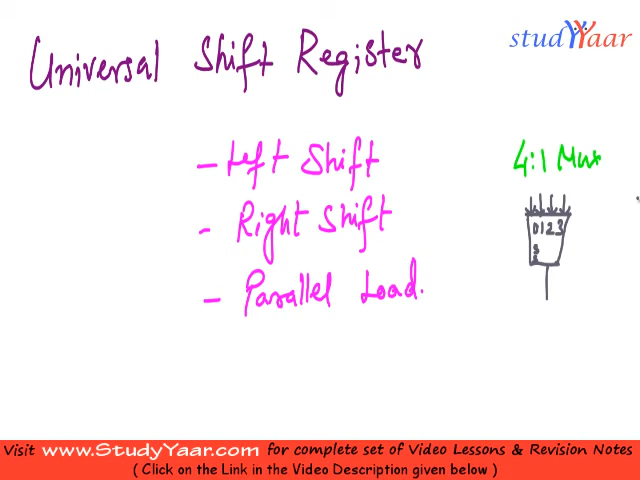 Universal Shift Register
studYYaar
- Left Shift
4:1 Mux
- Right Shift
0 1 2 3
- Parallel Load.
Visit www.StudyYaar.com for complete set of Video Lessons & Revision Notes
( Click on the Link in the Video Description given below )